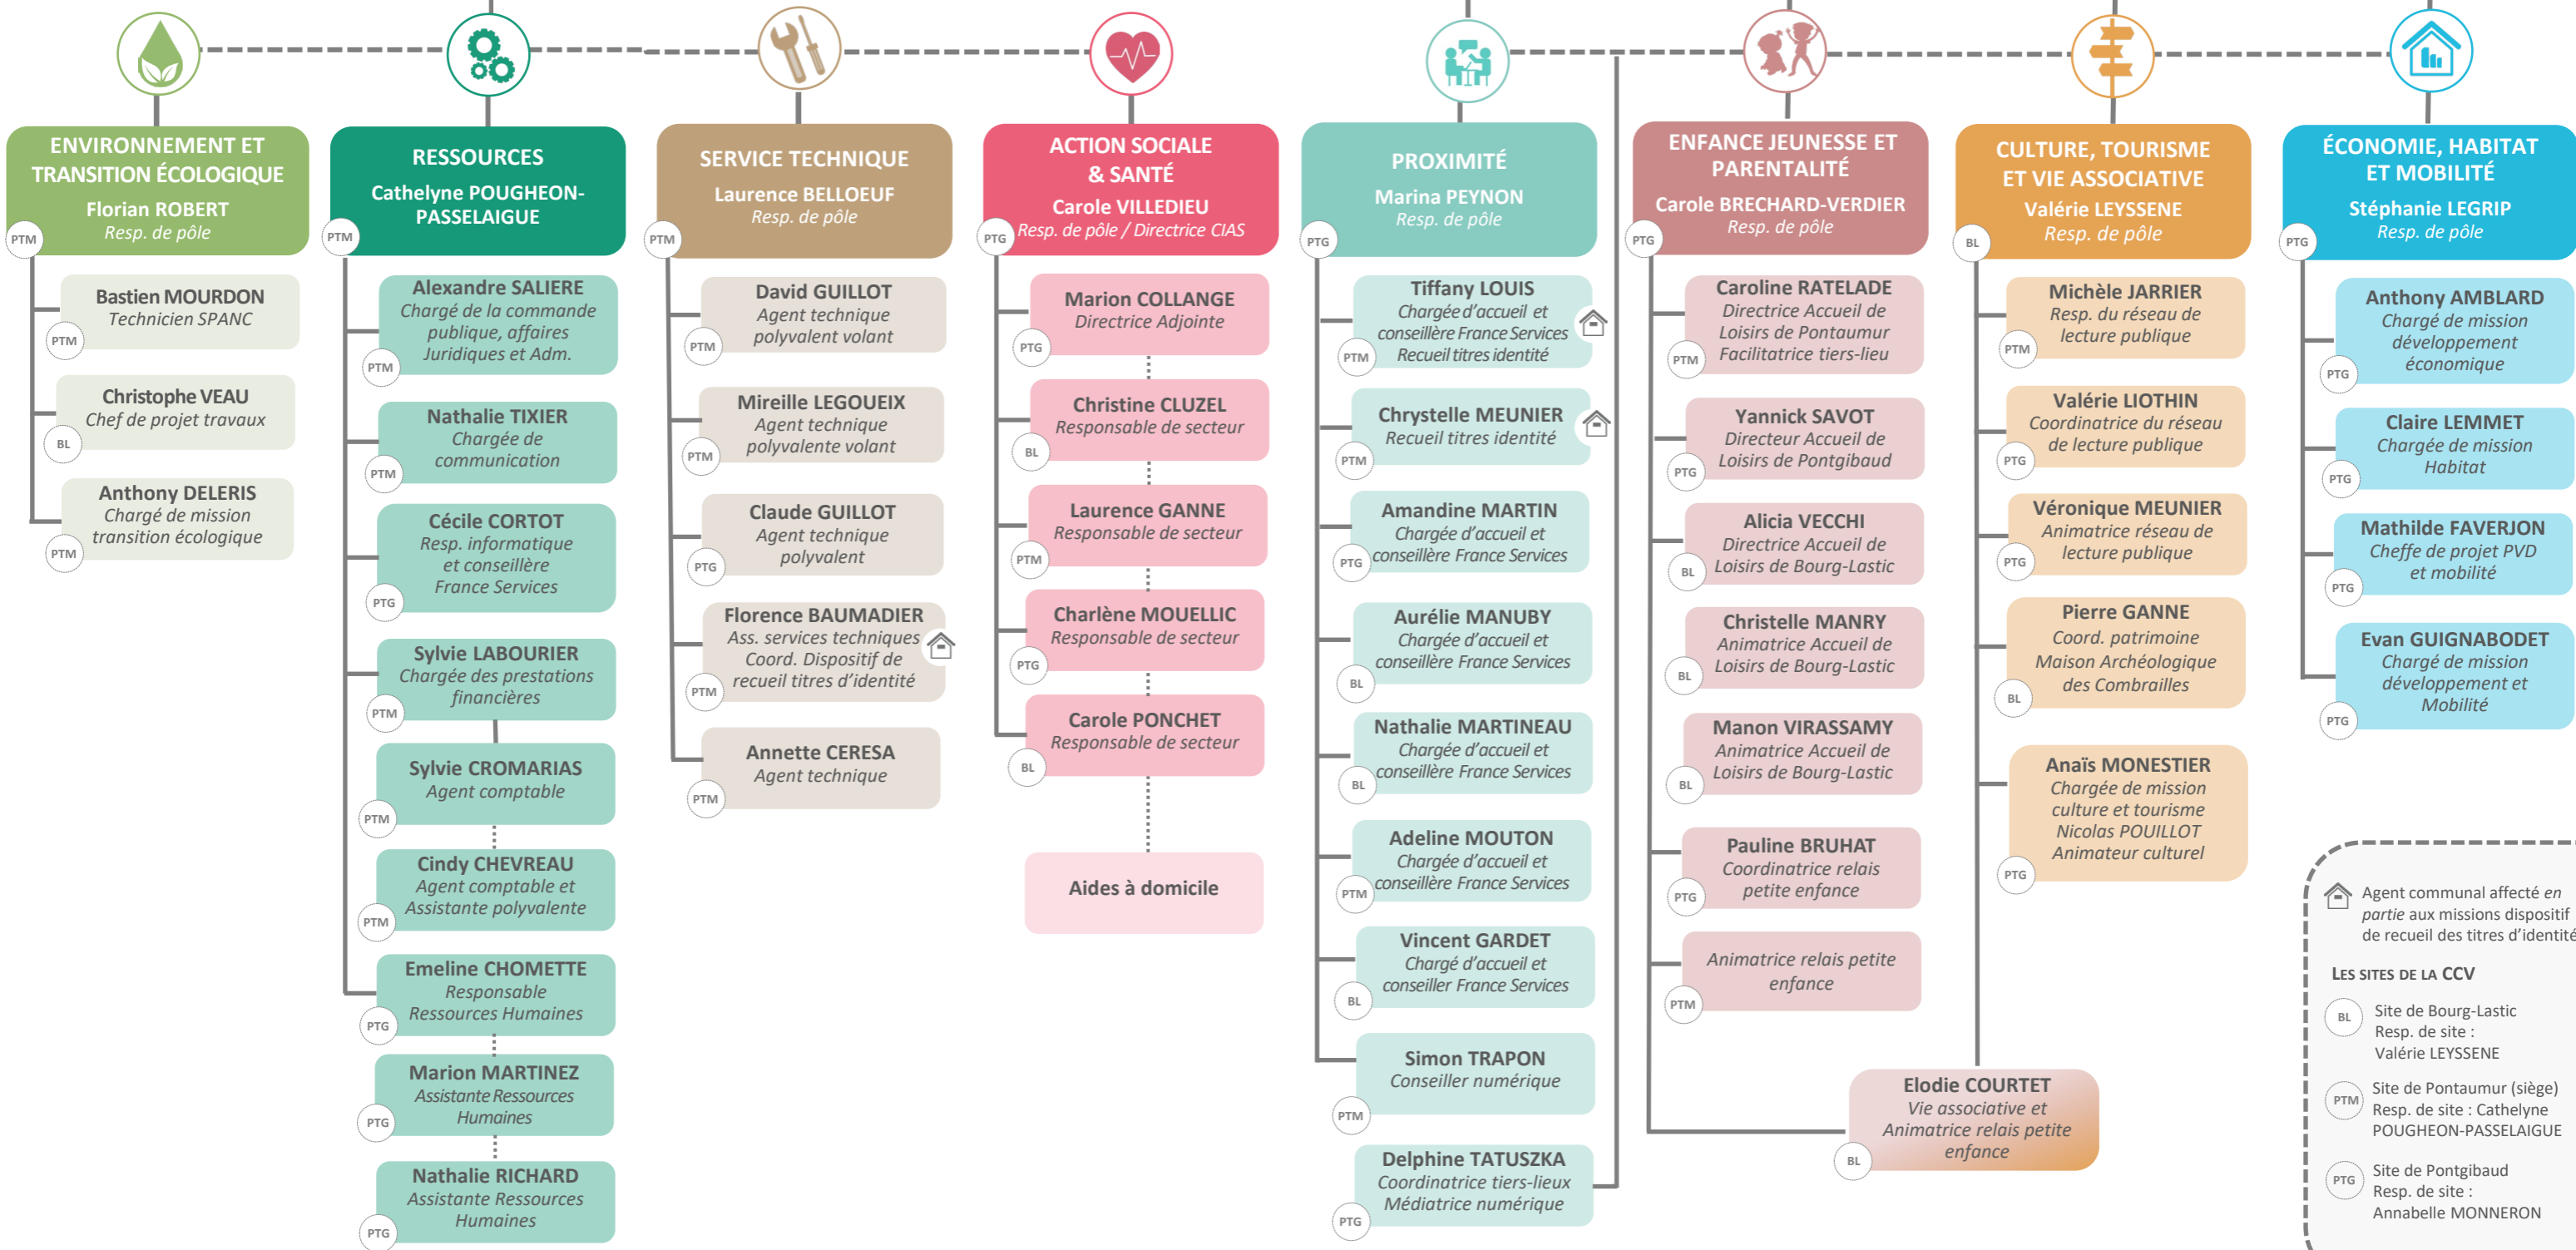 ENVIRONNEMENT ET
TRANSITION ÉCOLOGIQUE
Florian ROBERT
Resp. de pôle
PTM
Bastien MOURDON
Technicien SPANC
PTM
Christophe VEAU
Chef de projet travaux
BL
Anthony DELERIS
Chargé de mission
transition écologique
PTM
RESSOURCES
Cathelyne POUGHEON-
PASSELAIGUE
PTM
Alexandre SALIERE
Chargé de la commande
publique, affaires
Juridiques et Adm.
PTM
Nathalie TIXIER
Chargée de
communication
PTM
Cécile CORTOT
Resp. informatique
et conseillère
France Services
PTG
Sylvie LABOURIER
Chargée des prestations
financières
PTM
Sylvie CROMARIAS
Agent comptable
PTM
Cindy CHEVREAU
Agent comptable et
Assistante polyvalente
PTM
Emeline CHOMETTE
Responsable
Ressources Humaines
PTG
Marion MARTINEZ
Assistante Ressources
Humaines
PTG
Nathalie RICHARD
Assistante Ressources
Humaines
PTG
SERVICE TECHNIQUE
Laurence BELLOEUF
Resp. de pôle
PTM
David GUILLOT
Agent technique
polyvalent volant
PTM
Mireille LEGOUEIX
Agent technique
polyvalente volant
PTM
Claude GUILLOT
Agent technique
polyvalent
PTG
Florence BAUMADIER
Ass. services techniques
Coord. Dispositif de
recueil titres d'identité
PTM
Annette CERESA
Agent technique
PTM
ACTION SOCIALE
& SANTÉ
Carole VILLEDIEU
Resp. de pôle / Directrice CIAS
PTG
Marion COLLANGE
Directrice Adjointe
PTG
Christine CLUZEL
Responsable de secteur
BL
Laurence GANNE
Responsable de secteur
PTM
Charlène MOUELLIC
Responsable de secteur
PTG
Carole PONCHET
Responsable de secteur
BL
Aides à domicile
PROXIMITÉ
Marina PEYNON
Resp. de pôle
PTG
Tiffany LOUIS
Chargée d'accueil et
conseillère France Services
Recueil titres identité
PTM
Chrystelle MEUNIER
Recueil titres identité
PTM
Amandine MARTIN
Chargée d'accueil et
conseillère France Services
PTG
Aurélie MANUBY
Chargée d'accueil et
conseillère France Services
BL
Nathalie MARTINEAU
Chargée d'accueil et
conseillère France Services
BL
Adeline MOUTON
Chargée d'accueil et
conseillère France Services
PTM
Vincent GARDET
Chargé d'accueil et
conseiller France Services
BL
Simon TRAPON
Conseiller numérique
PTM
Delphine TATUSZKA
Coordinatrice tiers-lieux
Médiatrice numérique
PTG
ENFANCE JEUNESSE ET
PARENTALITÉ
Carole BRECHARD-VERDIER
Resp. de pôle
PTG
Caroline RATELADE
Directrice Accueil de
Loisirs de Pontaumur
Facilitatrice tiers-lieu
PTM
Yannick SAVOT
Directeur Accueil de
Loisirs de Pontgibaud
PTG
Alicia VECCHI
Directrice Accueil de
Loisirs de Bourg-Lastic
BL
Christelle MANRY
Animatrice Accueil de
Loisirs de Bourg-Lastic
BL
Manon VIRASSAMY
Animatrice Accueil de
Loisirs de Bourg-Lastic
BL
Pauline BRUHAT
Coordinatrice relais
petite enfance
PTG
Animatrice relais petite
enfance
PTM
Elodie COURTET
Vie associative et
Animatrice relais petite
enfance
BL
CULTURE, TOURISME
ET VIE ASSOCIATIVE
Valérie LEYSSENE
Resp. de pôle
BL
Michèle JARRIER
Resp. du réseau de
lecture publique
PTM
Valérie LIOTHIN
Coordinatrice du réseau
de lecture publique
PTG
Véronique MEUNIER
Animatrice réseau de
lecture publique
PTG
Pierre GANNE
Coord. patrimoine
Maison Archéologique
des Combrailles
BL
Anaïs MONESTIER
Chargée de mission
culture et tourisme
Nicolas POUILLOT
Animateur culturel
PTG
ÉCONOMIE, HABITAT
ET MOBILITÉ
Stéphanie LEGRIP
Resp. de pôle
PTG
Anthony AMBLARD
Chargé de mission
développement
économique
PTG
Claire LEMMET
Chargée de mission
Habitat
PTG
Mathilde FAVERJON
Cheffe de projet PVD
et mobilité
PTG
Evan GUIGNABODET
Chargé de mission
développement et
Mobilité
PTG
Agent communal affecté en
partie aux missions dispositif
de recueil des titres d'identité
LES SITES DE LA CCV
BL
Site de Bourg-Lastic
Resp. de site :
Valérie LEYSSENE
PTM
Site de Pontaumur (siège)
Resp. de site : Cathelyne
POUGHEON-PASSELAIGUE
PTG
Site de Pontgibaud
Resp. de site :
Annabelle MONNERON